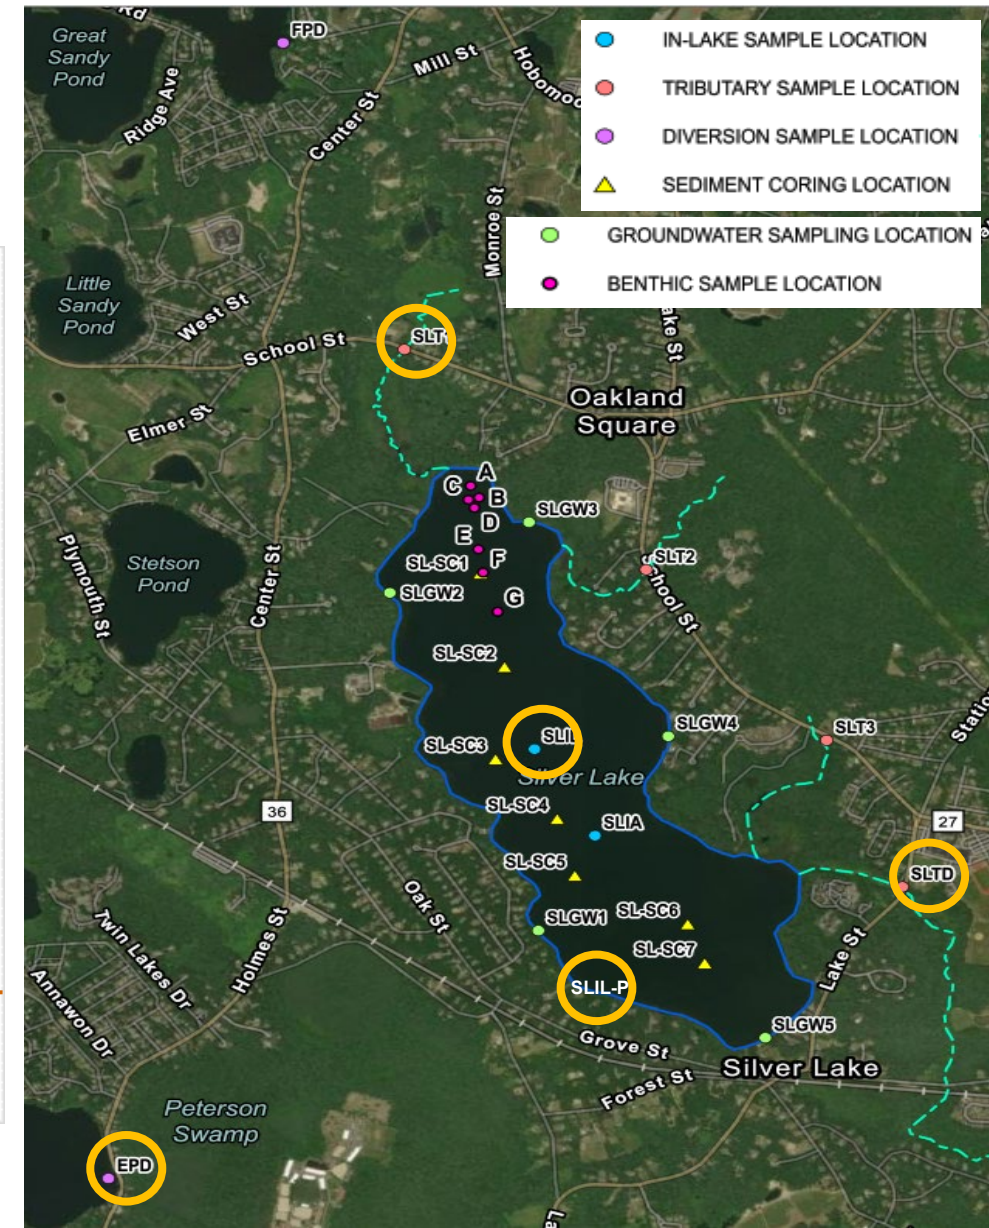 Rd
FPD
Great
Sandy
Pond
Mill St
Ridge Ave
Center St
IN-LAKE SAMPLE LOCATION
TRIBUTARY SAMPLE LOCATION
DIVERSION SAMPLE LOCATION
SEDIMENT CORING LOCATION
GROUNDWATER SAMPLING LOCATION
BENTHIC SAMPLE LOCATION
Monroe St
Little
Sandy
Pond
West St
School St
SLT1
Elmer St
Oakland
Square
A
C
B
D
SLGW3
E
F
SL-SC1
SLT2
School St
Stetson
Pond
Plymouth St
Center St
SLGW2
G
SL-SC2
SLGW4
SLT3
SLIL
SL-SC3
Silver Lake
36
SL-SC4
SLIA
27
SL-SC5
SLTD
Oak St
SL-SC6
SLGW1
SL-SC7
Twin Lakes Dr
Holmes St
Lake St
Annawon Dr
SLIL-P
SLGW5
Grove St
Silver Lake
Forest St
Peterson
Swamp
EPD